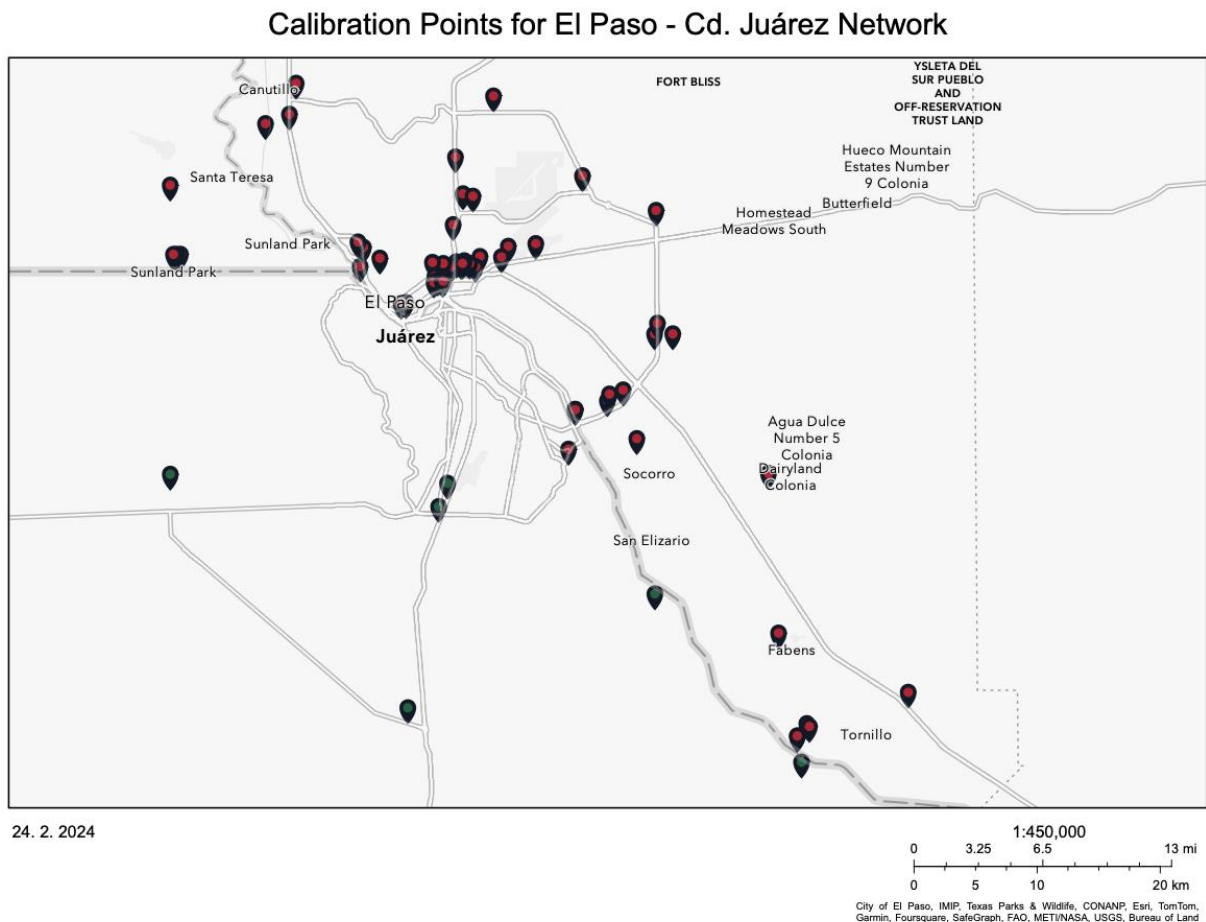 Calibration Points for El Paso - Cd. Juárez Network
YSLETA DEL
SUR PUEBLO
AND
OFF-RESERVATION
TRUST LAND
FORT BLISS
Canutillo
Hueco Mountain
Estates Number
9 Colonia
Santa Teresa
Butterfield
Homestead
Meadows South
Sunland Park
Sunland Park
El Paso
Juárez
Agua Dulce
Number 5
Colonia
Dairyland
Colonia
Socorro
San Elizario
Fabens
Tornillo
24. 2. 2024
1:450,000
0 3.25 6.5 13 mi
0 5 10 20 km
City of El Paso, IMIP, Texas Parks & Wildlife, CONANP, Esri, TomTom,
Garmin, Foursquare, SafeGraph, FAO, METI/NASA, USGS, Bureau of Land